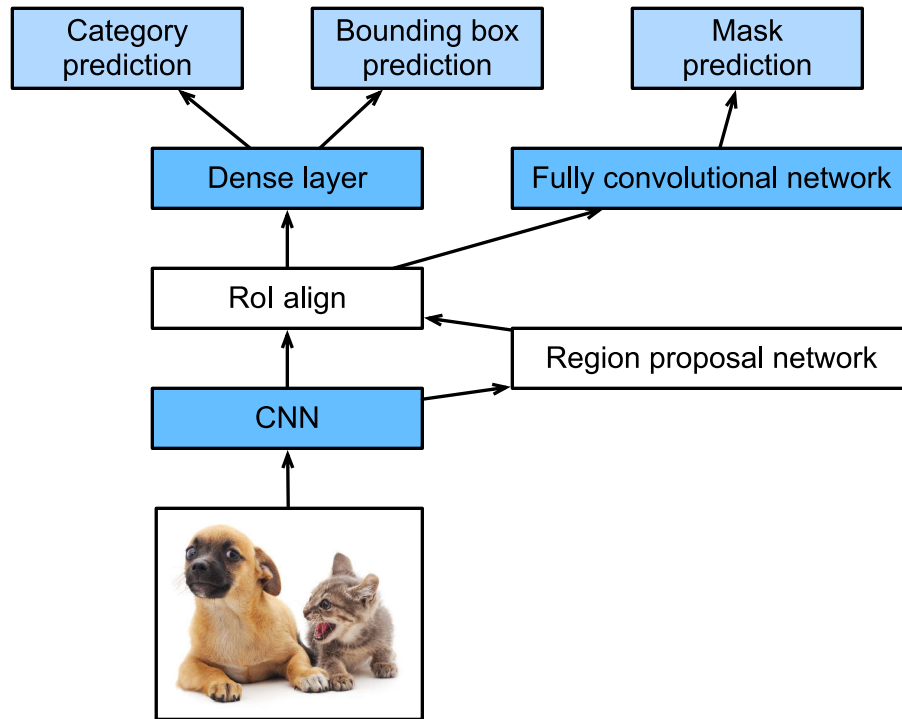 Category
prediction
Bounding box
prediction
Mask
prediction
Dense layer
Fully convolutional network
RoI align
Region proposal network
CNN